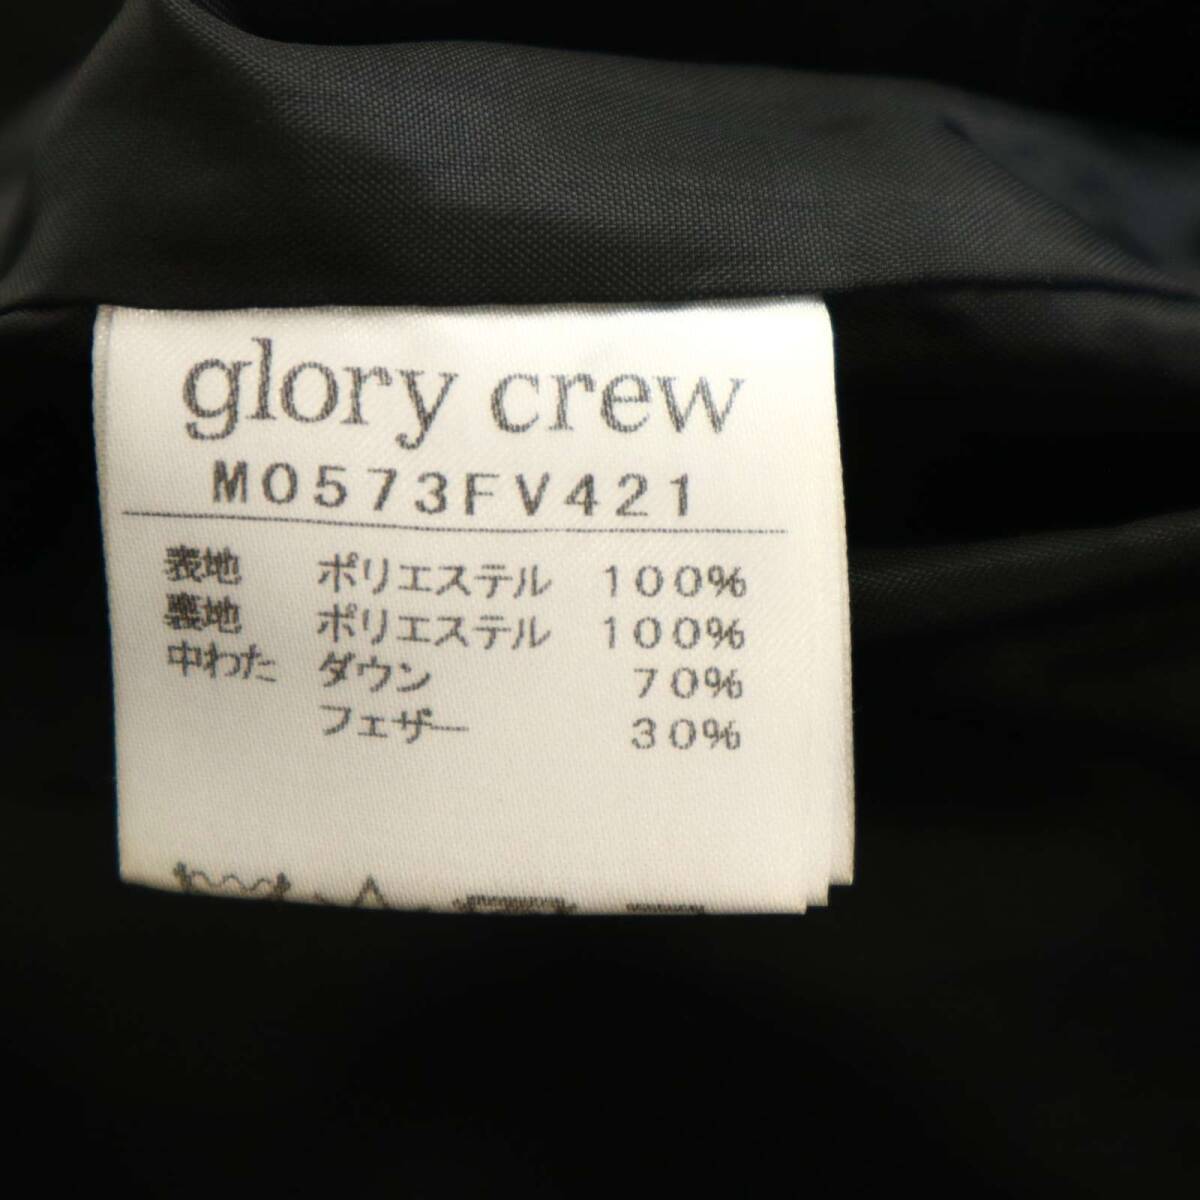 glory crew
M0573FV421
表地 ポリエステル 100%
裏地 ポリエステル 100%
中わた ダウン 70%
フェザー 30%